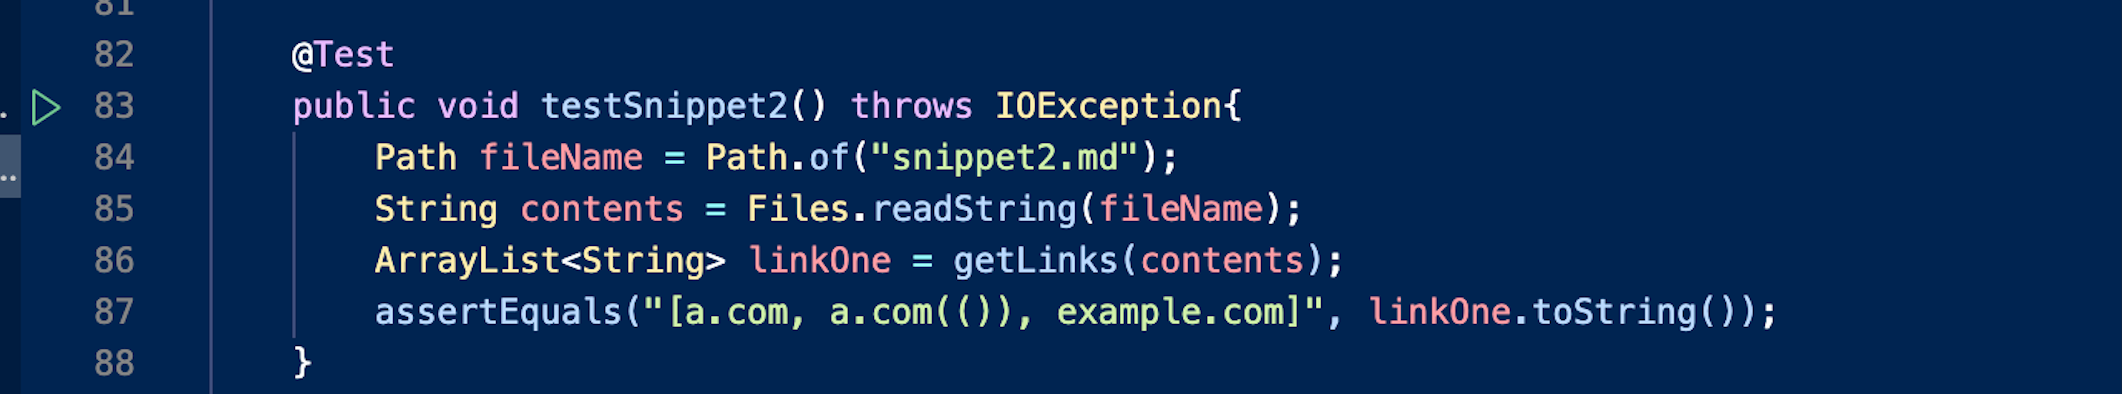 81
82 @Test
83 public void testSnippet2() throws IOException{
84 Path fileName = Path.of("snippet2.md");
85 String contents = Files.readString(fileName);
86 ArrayList<String> linkOne = getLinks(contents);
87 assertEquals("[a.com, a.com(()), example.com]", linkOne.toString());
88 }